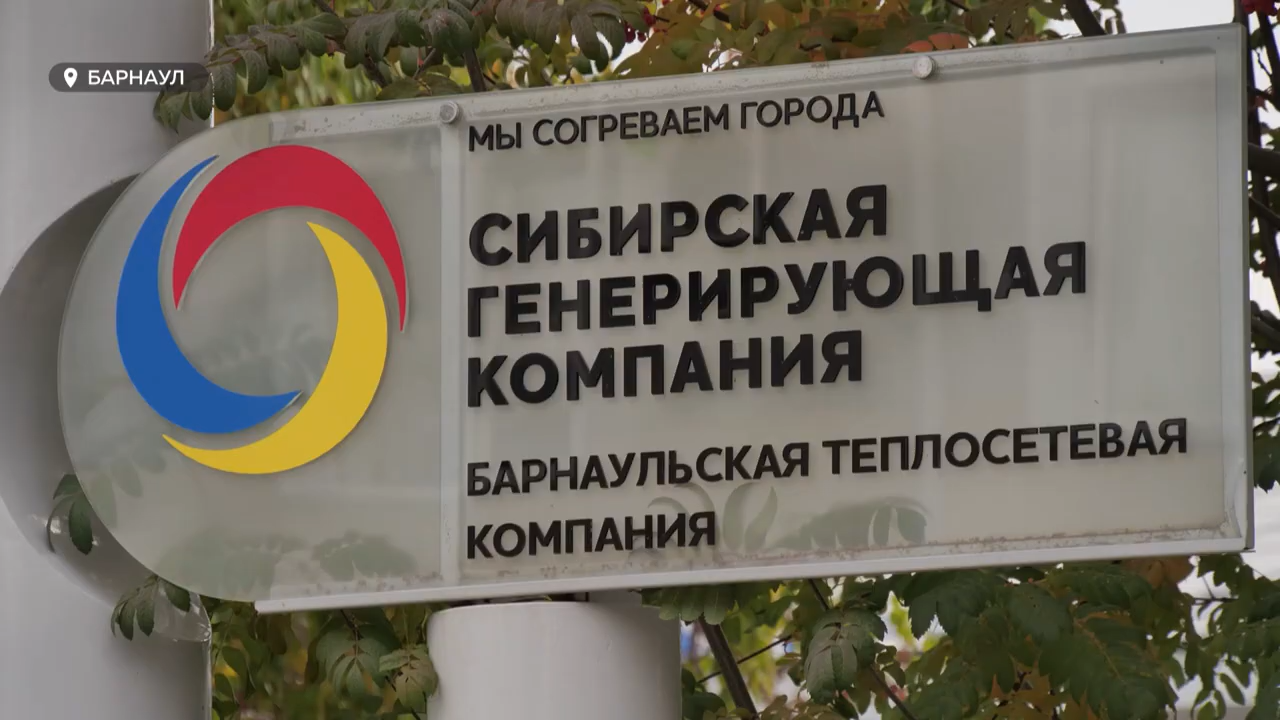 БАРНАУЛ
МЫ СОГРЕВАЕМ ГОРОДА
СИБИРСКАЯ
ГЕНЕРИРУЮЩАЯ
КОМПАНИЯ
БАРНАУЛЬСКАЯ ТЕПЛОСЕТЕВАЯ
КОМПАНИЯ